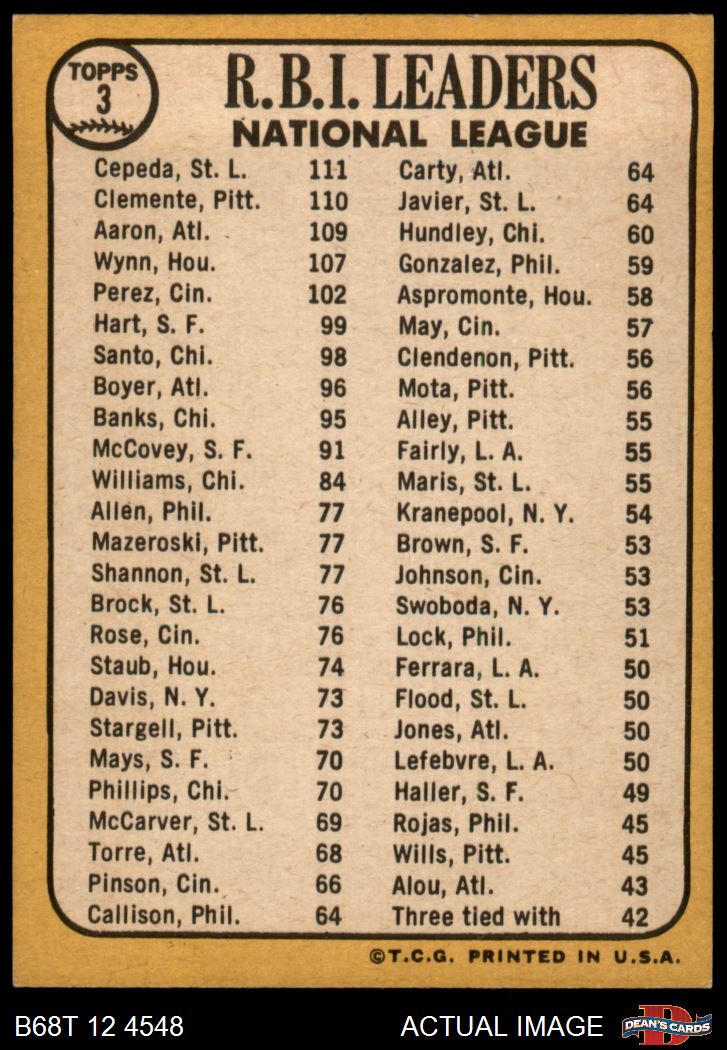 TOPPS
3
R.B.I. LEADERS
NATIONAL LEAGUE
Cepeda, St. L. 111
Clemente, Pitt. 110
Aaron, Atl. 109
Wynn, Hou. 107
Perez, Cin. 102
Hart, S. F. 99
Santo, Chi. 98
Boyer, Atl. 96
Banks, Chi. 95
McCovey, S. F. 91
Williams, Chi. 84
Allen, Phil. 77
Mazeroski, Pitt. 77
Shannon, St. L. 77
Brock, St. L. 76
Rose, Cin. 76
Staub, Hou. 74
Davis, N. Y. 73
Stargell, Pitt. 73
Mays, S. F. 70
Phillips, Chi. 70
McCarver, St. L. 69
Torre, Atl. 68
Pinson, Cin. 66
Callison, Phil. 64
Carty, Atl. 64
Javier, St. L. 64
Hundley, Chi. 60
Gonzalez, Phil. 59
Aspromonte, Hou. 58
May, Cin. 57
Clendenon, Pitt. 56
Mota, Pitt. 56
Alley, Pitt. 55
Fairly, L. A. 55
Maris, St. L. 55
Kranepool, N. Y. 54
Brown, S. F. 53
Johnson, Cin. 53
Swoboda, N. Y. 53
Lock, Phil. 51
Ferrara, L. A. 50
Flood, St. L. 50
Jones, Atl. 50
Lefebvre, L. A. 50
Haller, S. F. 49
Rojas, Phil. 45
Wills, Pitt. 45
Alou, Atl. 43
Three tied with 42
©T.C.G. PRINTED IN U.S.A.
B68T 12 4548 ACTUAL IMAGE
D
DEAN'S CARDS